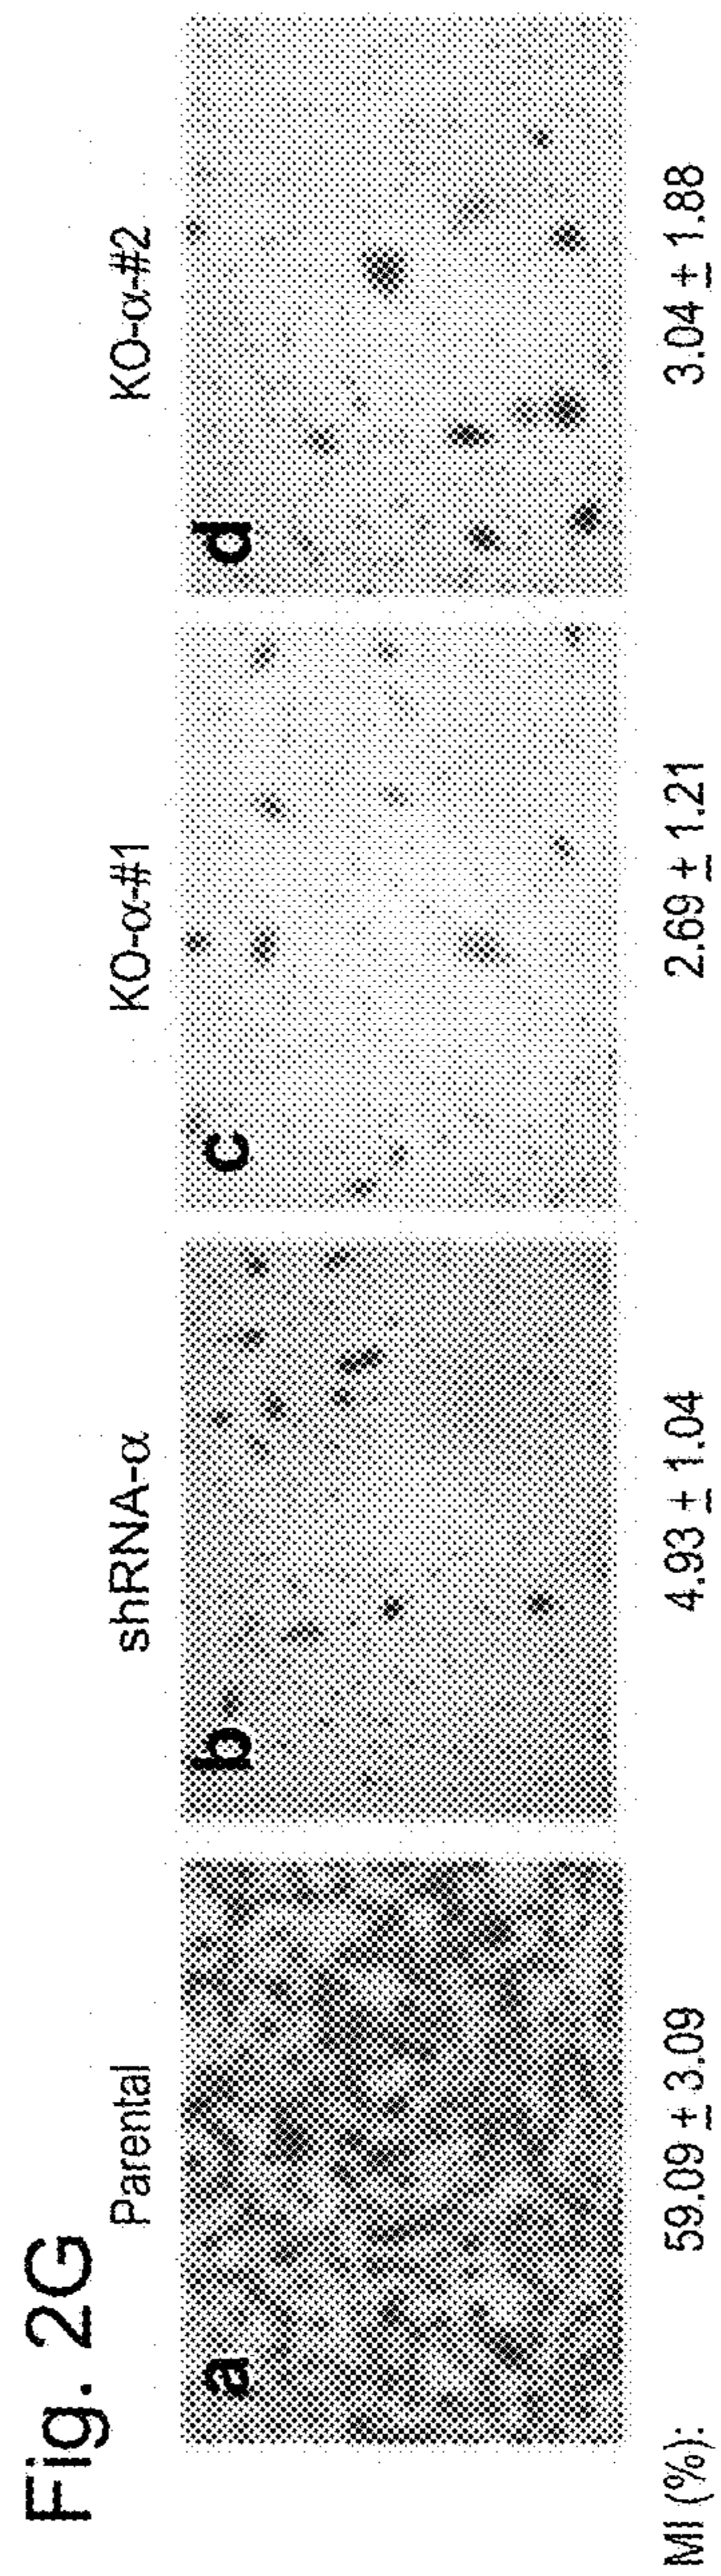 Fig. 2G
Parental shRNA-α KO-α-#1 KO-α-#2
a b c d
MI (%): 59.09 ± 3.09 4.93 ± 1.04 2.69 ± 1.21 3.04 ± 1.88